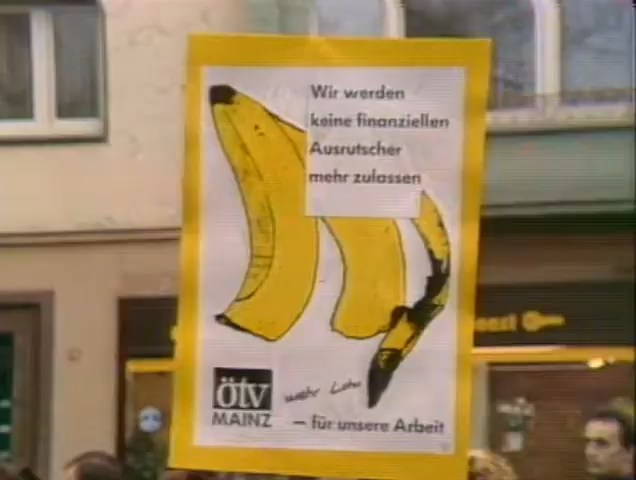 Wir werden
keine finanziellen
Ausrutscher
mehr zulassen
ötv
MAINZ
mehr Lohn
– für unsere Arbeit